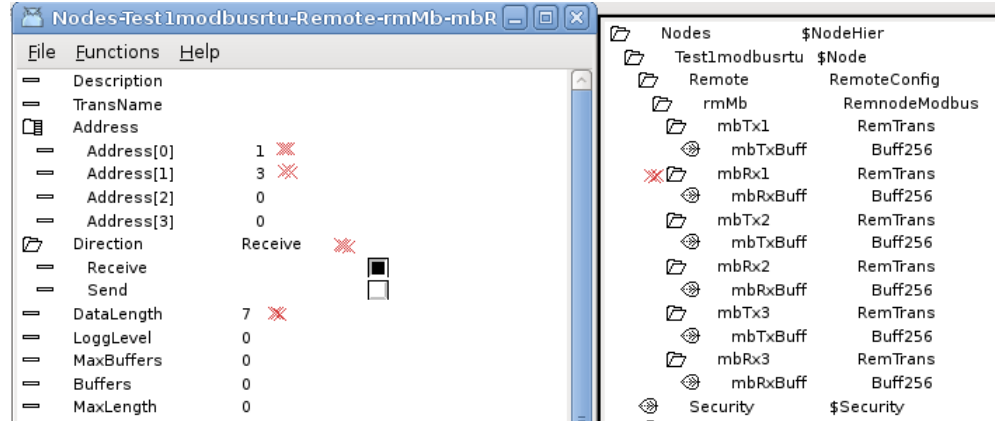 Nodes-Test1modbusrtu-Remote-rmMb-mbR
File Functions Help
Description
TransName
Address
Address[0] 1
Address[1] 3
Address[2] 0
Address[3] 0
Direction Receive
Receive
Send
DataLength 7
LoggLevel 0
MaxBuffers 0
Buffers 0
MaxLength 0
Nodes $NodeHier
Test1modbusrtu $Node
Remote RemoteConfig
rmMb RemnodeModbus
mbTx1 RemTrans
mbTxBuff Buff256
mbRx1 RemTrans
mbRxBuff Buff256
mbTx2 RemTrans
mbTxBuff Buff256
mbRx2 RemTrans
mbRxBuff Buff256
mbTx3 RemTrans
mbTxBuff Buff256
mbRx3 RemTrans
mbRxBuff Buff256
Security $Security